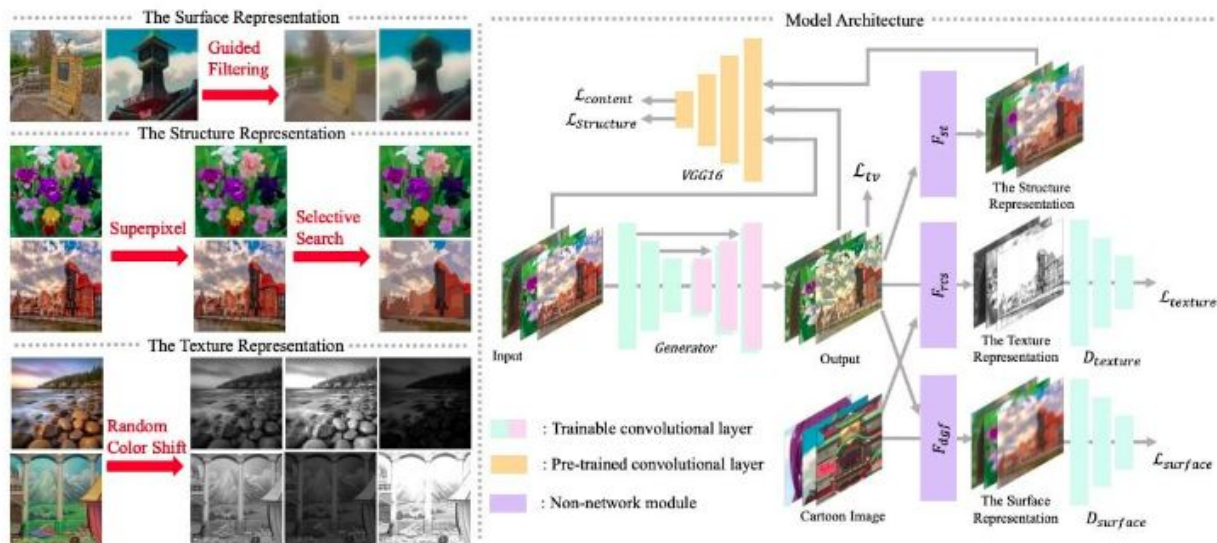 The Surface Representation
Guided
Filtering
The Structure Representation
Superpixel
Selective
Search
The Texture Representation
Random
Color Shift
Model Architecture
ℒcontent
ℒStructure
VGG16
ℒtv
Fst
The Structure
Representation
Input
Generator
Output
Frcs
The Texture
Representation
Dtexture
ℒtexture
: Trainable convolutional layer
: Pre-trained convolutional layer
: Non-network module
Cartoon Image
Fdgf
The Surface
Representation
Dsurface
ℒsurface